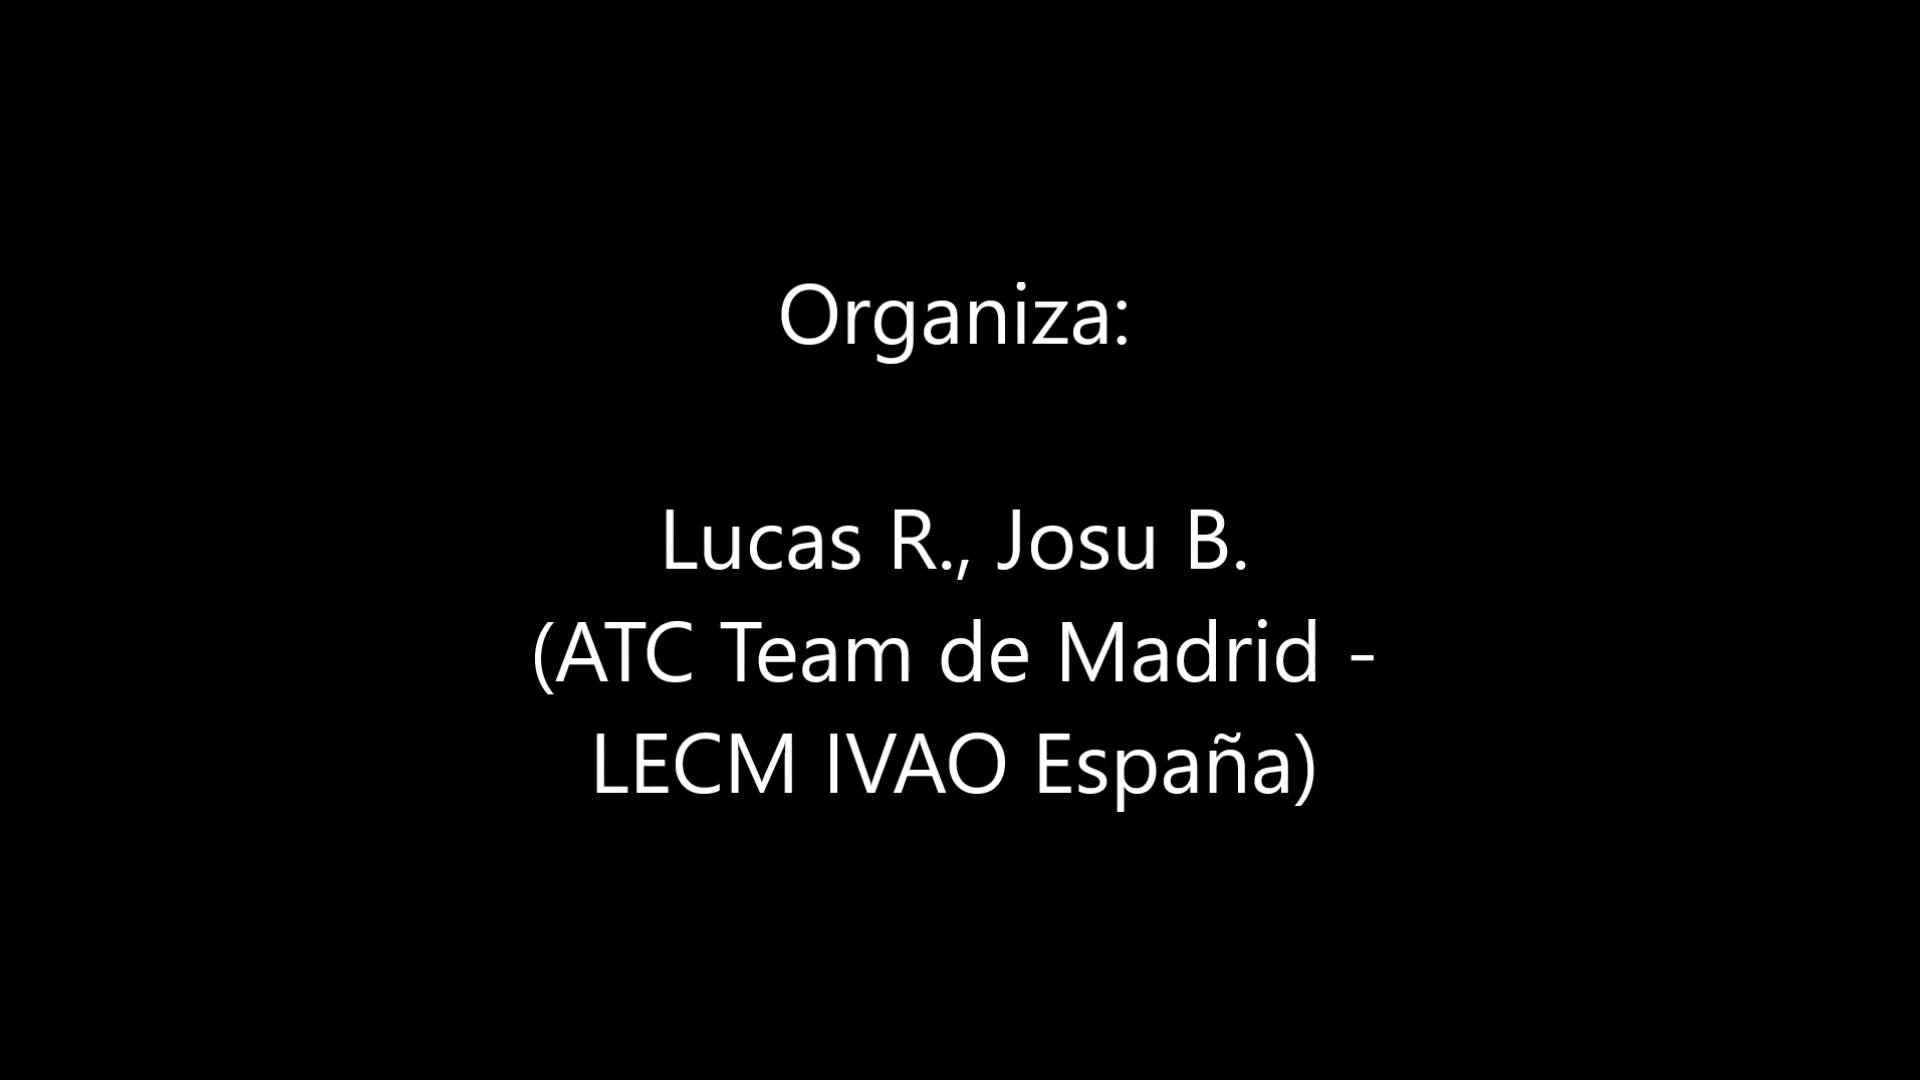 Organiza:
Lucas R., Josu B.
(ATC Team de Madrid -
LECM IVAO España)